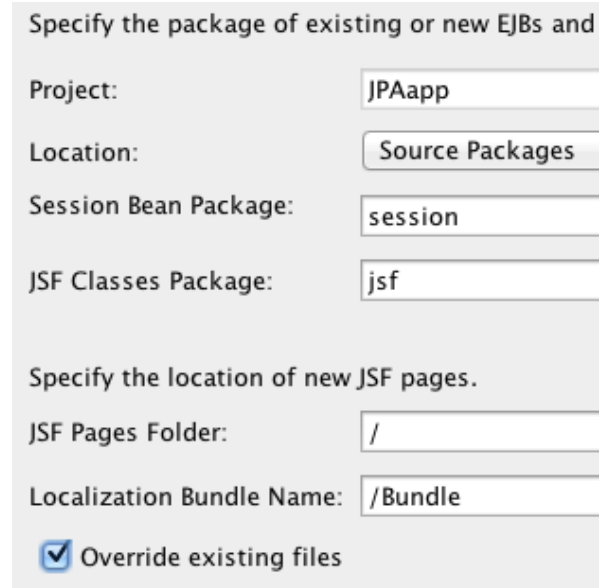 Specify the package of existing or new EJBs and
Project: JPAapp
Location: Source Packages
Session Bean Package: session
JSF Classes Package: jsf
Specify the location of new JSF pages.
JSF Pages Folder: /
Localization Bundle Name: /Bundle
Override existing files